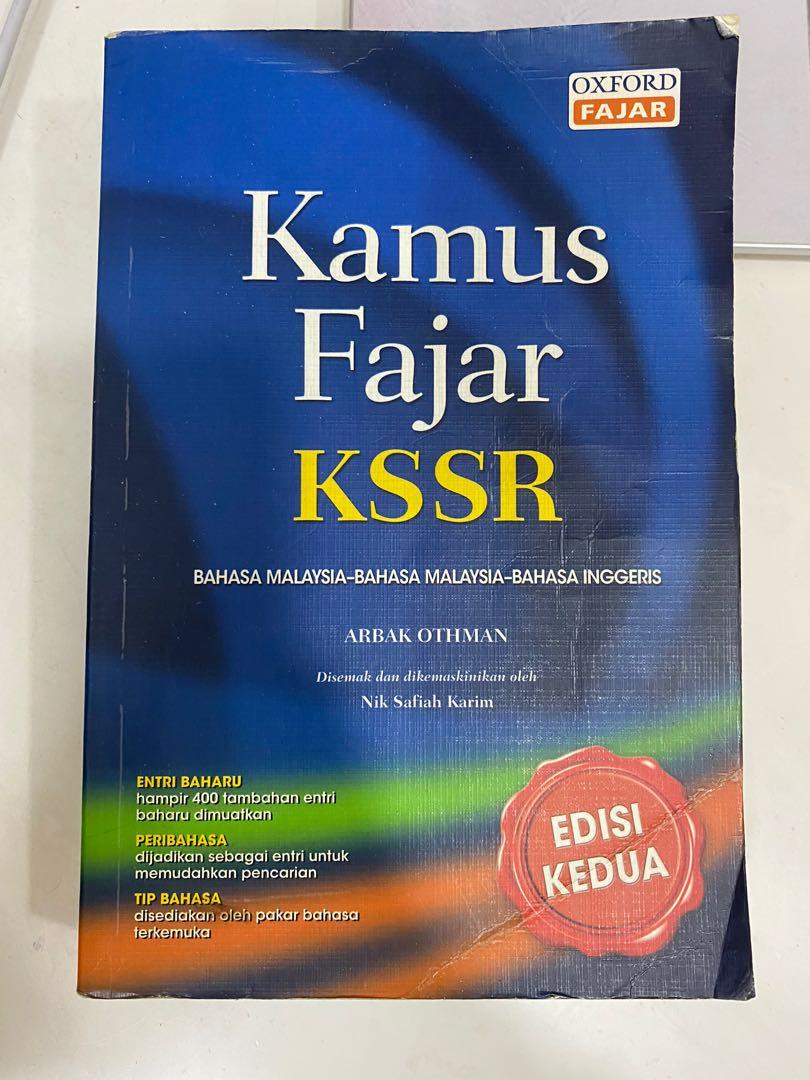 OXFORD
FAJAR
Kamus
Fajar
KSSR
BAHASA MALAYSIA–BAHASA MALAYSIA–BAHASA INGGERIS
ARBAK OTHMAN
Disemak dan dikemaskinikan oleh
Nik Safiah Karim
ENTRI BAHARU
hampir 400 tambahan entri
baharu dimuatkan
PERIBAHASA
dijadikan sebagai entri untuk
memudahkan pencarian
TIP BAHASA
disediakan oleh pakar bahasa
terkemuka
EDISI
KEDUA